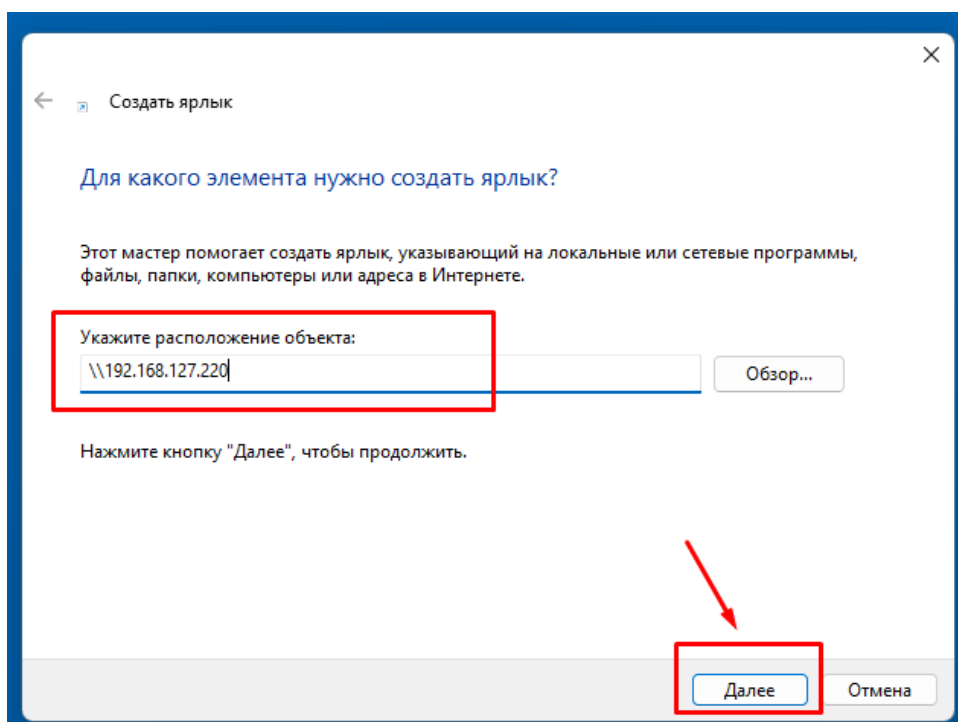 Создать ярлык
Для какого элемента нужно создать ярлык?
Этот мастер помогает создать ярлык, указывающий на локальные или сетевые программы,
файлы, папки, компьютеры или адреса в Интернете.
Укажите расположение объекта:
\\192.168.127.220
Обзор...
Нажмите кнопку "Далее", чтобы продолжить.
Далее
Отмена